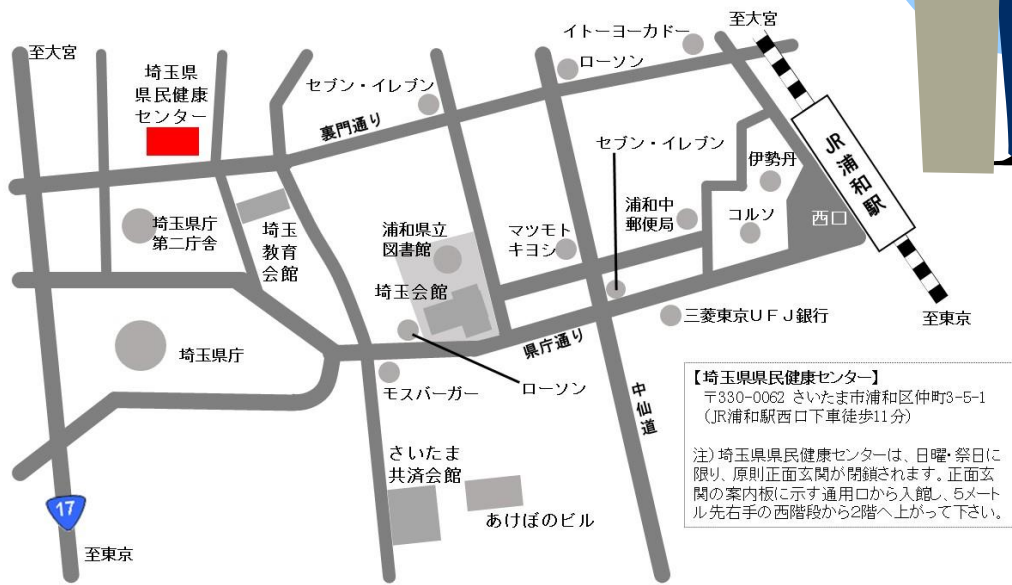 至大宮
イトーヨーカドー
至大宮
埼玉県
県民健康
センター
ローソン
セブン・イレブン
裏門通り
セブン・イレブン
JR浦和駅
伊勢丹
浦和中
郵便局
コルソ
西口
埼玉県庁
第二庁舎
埼玉
教育
会館
浦和県立
図書館
マツモト
キヨシ
埼玉会館
三菱東京UFJ銀行
至東京
県庁通り
埼玉県庁
モスバーガー
ローソン
中仙道
さいたま
共済会館
あけぼのビル
17
至東京
【埼玉県県民健康センター】
〒330-0062 さいたま市浦和区仲町3-5-1
(JR浦和駅西口下車徒歩11分)
注)埼玉県県民健康センターは、日曜・祭日に
限り、原則正面玄関が閉鎖されます。正面玄
関の案内板に示す通用口から入館し、5メート
ル先右手の西階段から2階へ上がって下さい。